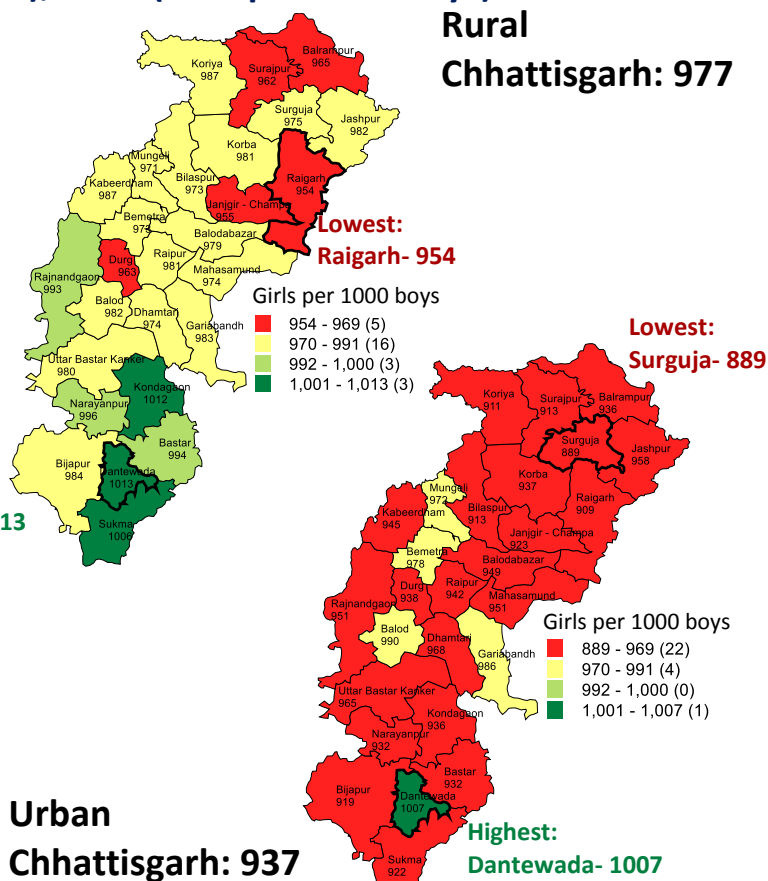 Rural
Chhattisgarh: 977
Koriya
987
Surajpur
962
Balrampur
965
Surguja
975
Jashpur
982
Korba
981
Mungeli
971
Bilaspur
973
Kabeerdham
987
Raigarh
954
Janjgir - Champa
955
Bemetra
Balodabazar
979
Lowest:
Raigarh- 954
Durg
963
Raipur
981
Mahasamund
974
Rajnandgaon
993
Balod
982
Dhamtari
974
Gariabandh
983
Girls per 1000 boys
954 - 969 (5)
970 - 991 (16)
992 - 1,000 (3)
1,001 - 1,013 (3)
Uttar Bastar Kanker
980
Kondagaon
1012
Narayanpur
996
Bastar
994
Bijapur
984
Dantewada
1013
Sukma
1006
13
Lowest:
Surguja- 889
Koriya
911
Surajpur
913
Balrampur
936
Surguja
889
Jashpur
958
Korba
937
Mungeli
972
Raigarh
909
Kabeerdham
945
Bilaspur
913
Janjgir - Champa
923
Bemetra
978
Balodabazar
949
Durg
938
Raipur
942
Mahasamund
951
Rajnandgaon
951
Balod
990
Dhamtari
968
Gariabandh
986
Girls per 1000 boys
889 - 969 (22)
970 - 991 (4)
992 - 1,000 (0)
1,001 - 1,007 (1)
Uttar Bastar Kanker
965
Kondagaon
936
Narayanpur
932
Bastar
932
Bijapur
919
Dantewada
1007
Sukma
922
Urban
Chhattisgarh: 937
Highest:
Dantewada- 1007